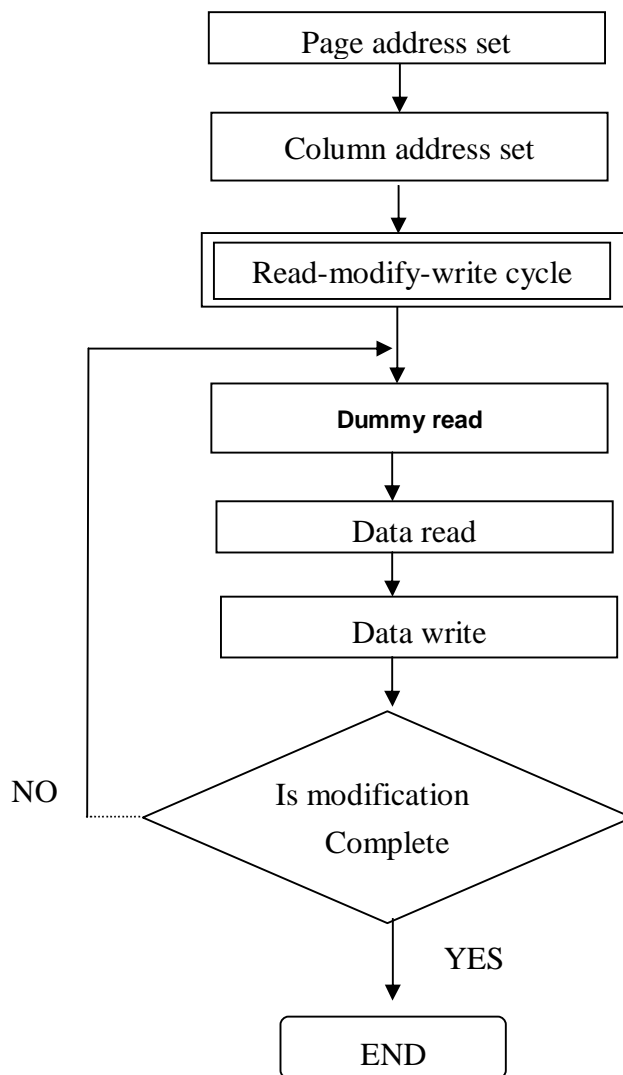 Page address set
Column address set
Read-modify-write cycle
Dummy read
Data read
Data write
Is modification
Complete
NO
YES
END